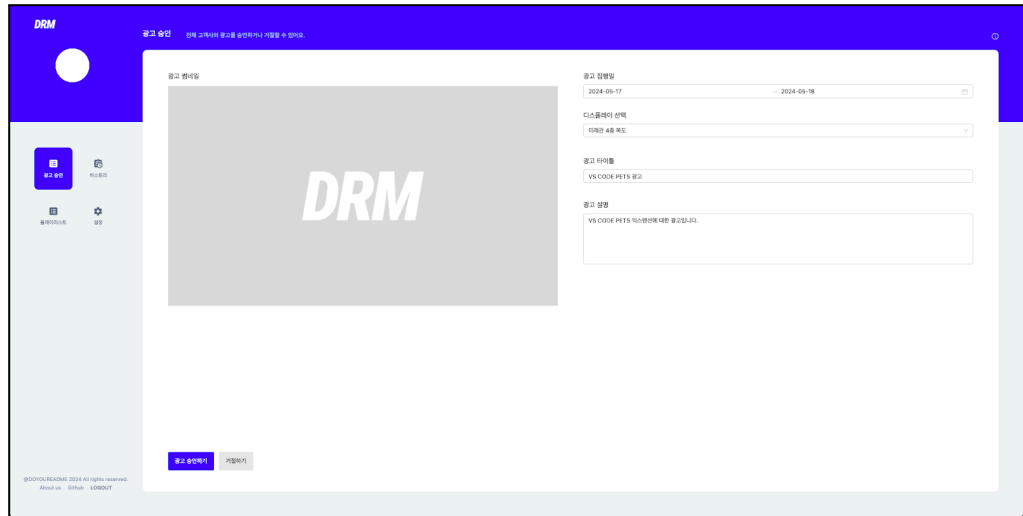 DRM
광고 승인
전체 고객사의 광고를 승인하거나 거절할 수 있어요.
광고 승인
히스토리
플레이리스트
설정
광고 썸네일
DRM
광고 집행일
2024-05-17 → 2024-05-18
디스플레이 선택
미래관 4층 복도
광고 타이틀
VS CODE PETS 광고
광고 설명
VS CODE PETS 익스텐션에 대한 광고입니다.
광고 승인하기
거절하기
@DOYOUREADME 2024 All rights reserved.
About us Github LOGOUT